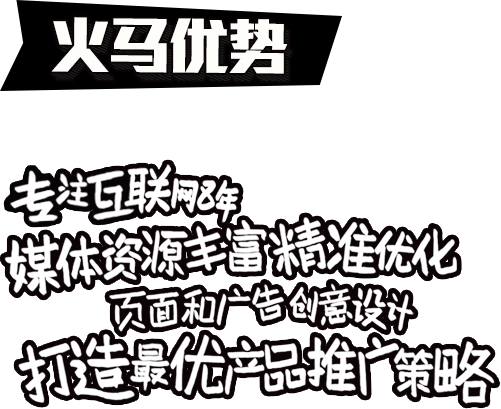 火马优势
专注互联网8年
媒体资源丰富精准优化
页面和广告创意设计
打造最优产品推广策略